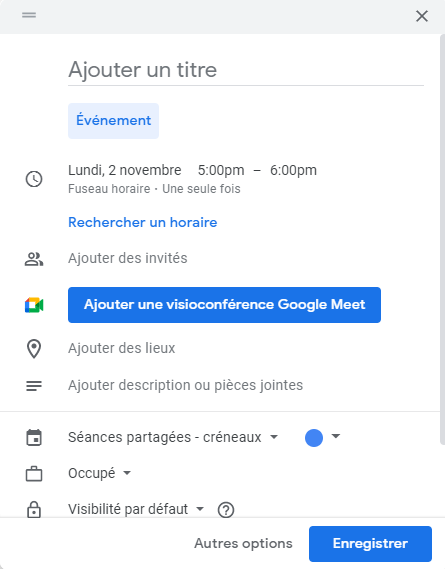 Ajouter un titre
Événement
Lundi, 2 novembre 5:00pm – 6:00pm
Fuseau horaire · Une seule fois
Rechercher un horaire
Ajouter des invités
Ajouter une visioconférence Google Meet
Ajouter des lieux
Ajouter description ou pièces jointes
Séances partagées - créneaux
Occupé
Visibilité par défaut
Autres options Enregistrer